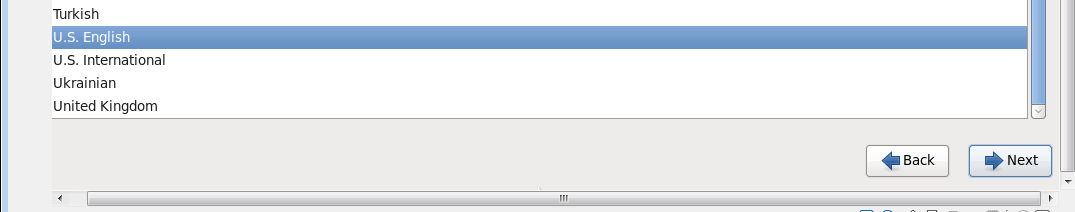 Turkish
U.S. English
U.S. International
Ukrainian
United Kingdom
Back
Next